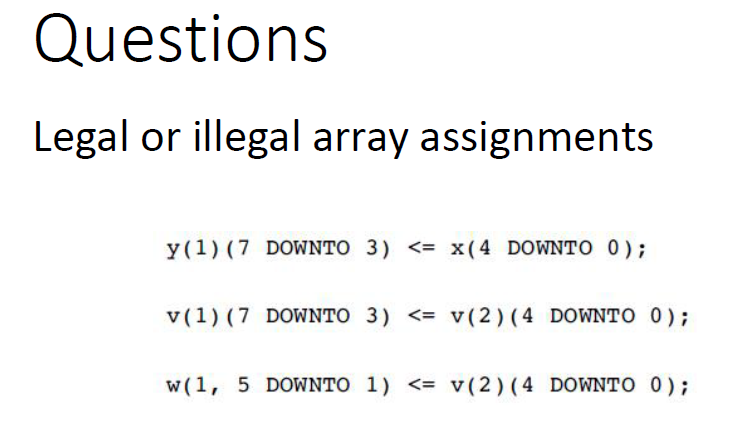 Questions
Legal or illegal array assignments
y(1)(7 DOWNTO 3) <= x(4 DOWNTO 0);
v(1)(7 DOWNTO 3) <= v(2)(4 DOWNTO 0);
w(1, 5 DOWNTO 1) <= v(2)(4 DOWNTO 0);